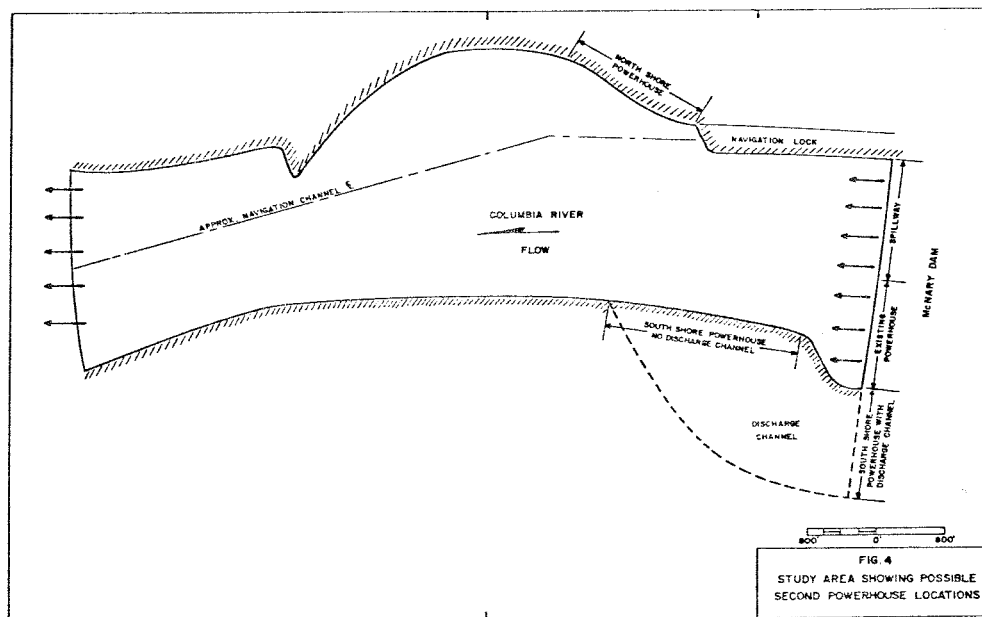 NORTH SHORE
POWERHOUSE
NAVIGATION LOCK
APPROX. NAVIGATION CHANNEL ℄
COLUMBIA RIVER
FLOW
SPILLWAY
McNARY DAM
EXISTING
POWERHOUSE
SOUTH SHORE POWERHOUSE
NO DISCHARGE CHANNEL
DISCHARGE
CHANNEL
SOUTH SHORE
POWERHOUSE WITH
DISCHARGE CHANNEL
800' 0' 800'
FIG. 4
STUDY AREA SHOWING POSSIBLE
SECOND POWERHOUSE LOCATIONS